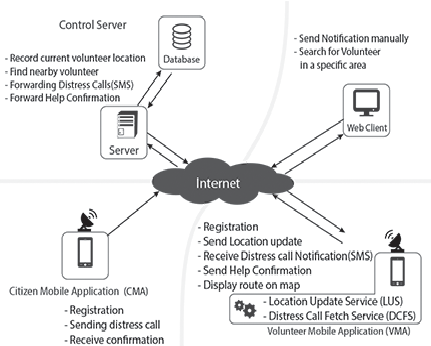 Control Server
Database
- Record current volunteer location
- Find nearby volunteer
- Forwarding Distress Calls(SMS)
- Forward Help Confirmation
Server
- Send Notification manually
- Search for Volunteer
in a specific area
Web Client
Internet
Citizen Mobile Application (CMA)
- Registration
- Sending distress call
- Receive confirmation
- Registration
- Send Location update
- Receive Distress call Notification(SMS)
- Send Help Confirmation
- Display route on map
- Location Update Service (LUS)
- Distress Call Fetch Service (DCFS)
Volunteer Mobile Application (VMA)